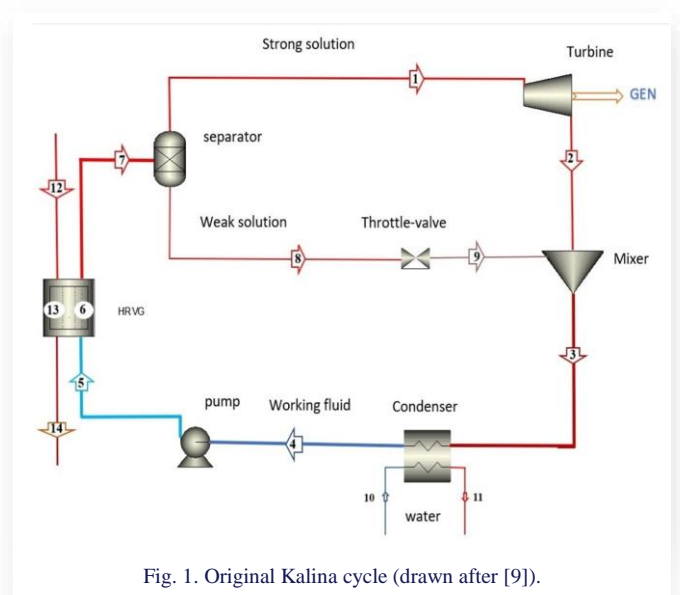 Strong solution
Turbine
1
GEN
separator
7
2
12
Weak solution
Throttle-valve
8
9
Mixer
13
6
HRVG
3
5
pump
Working fluid
Condenser
14
4
10
11
water
Fig. 1. Original Kalina cycle (drawn after [9]).